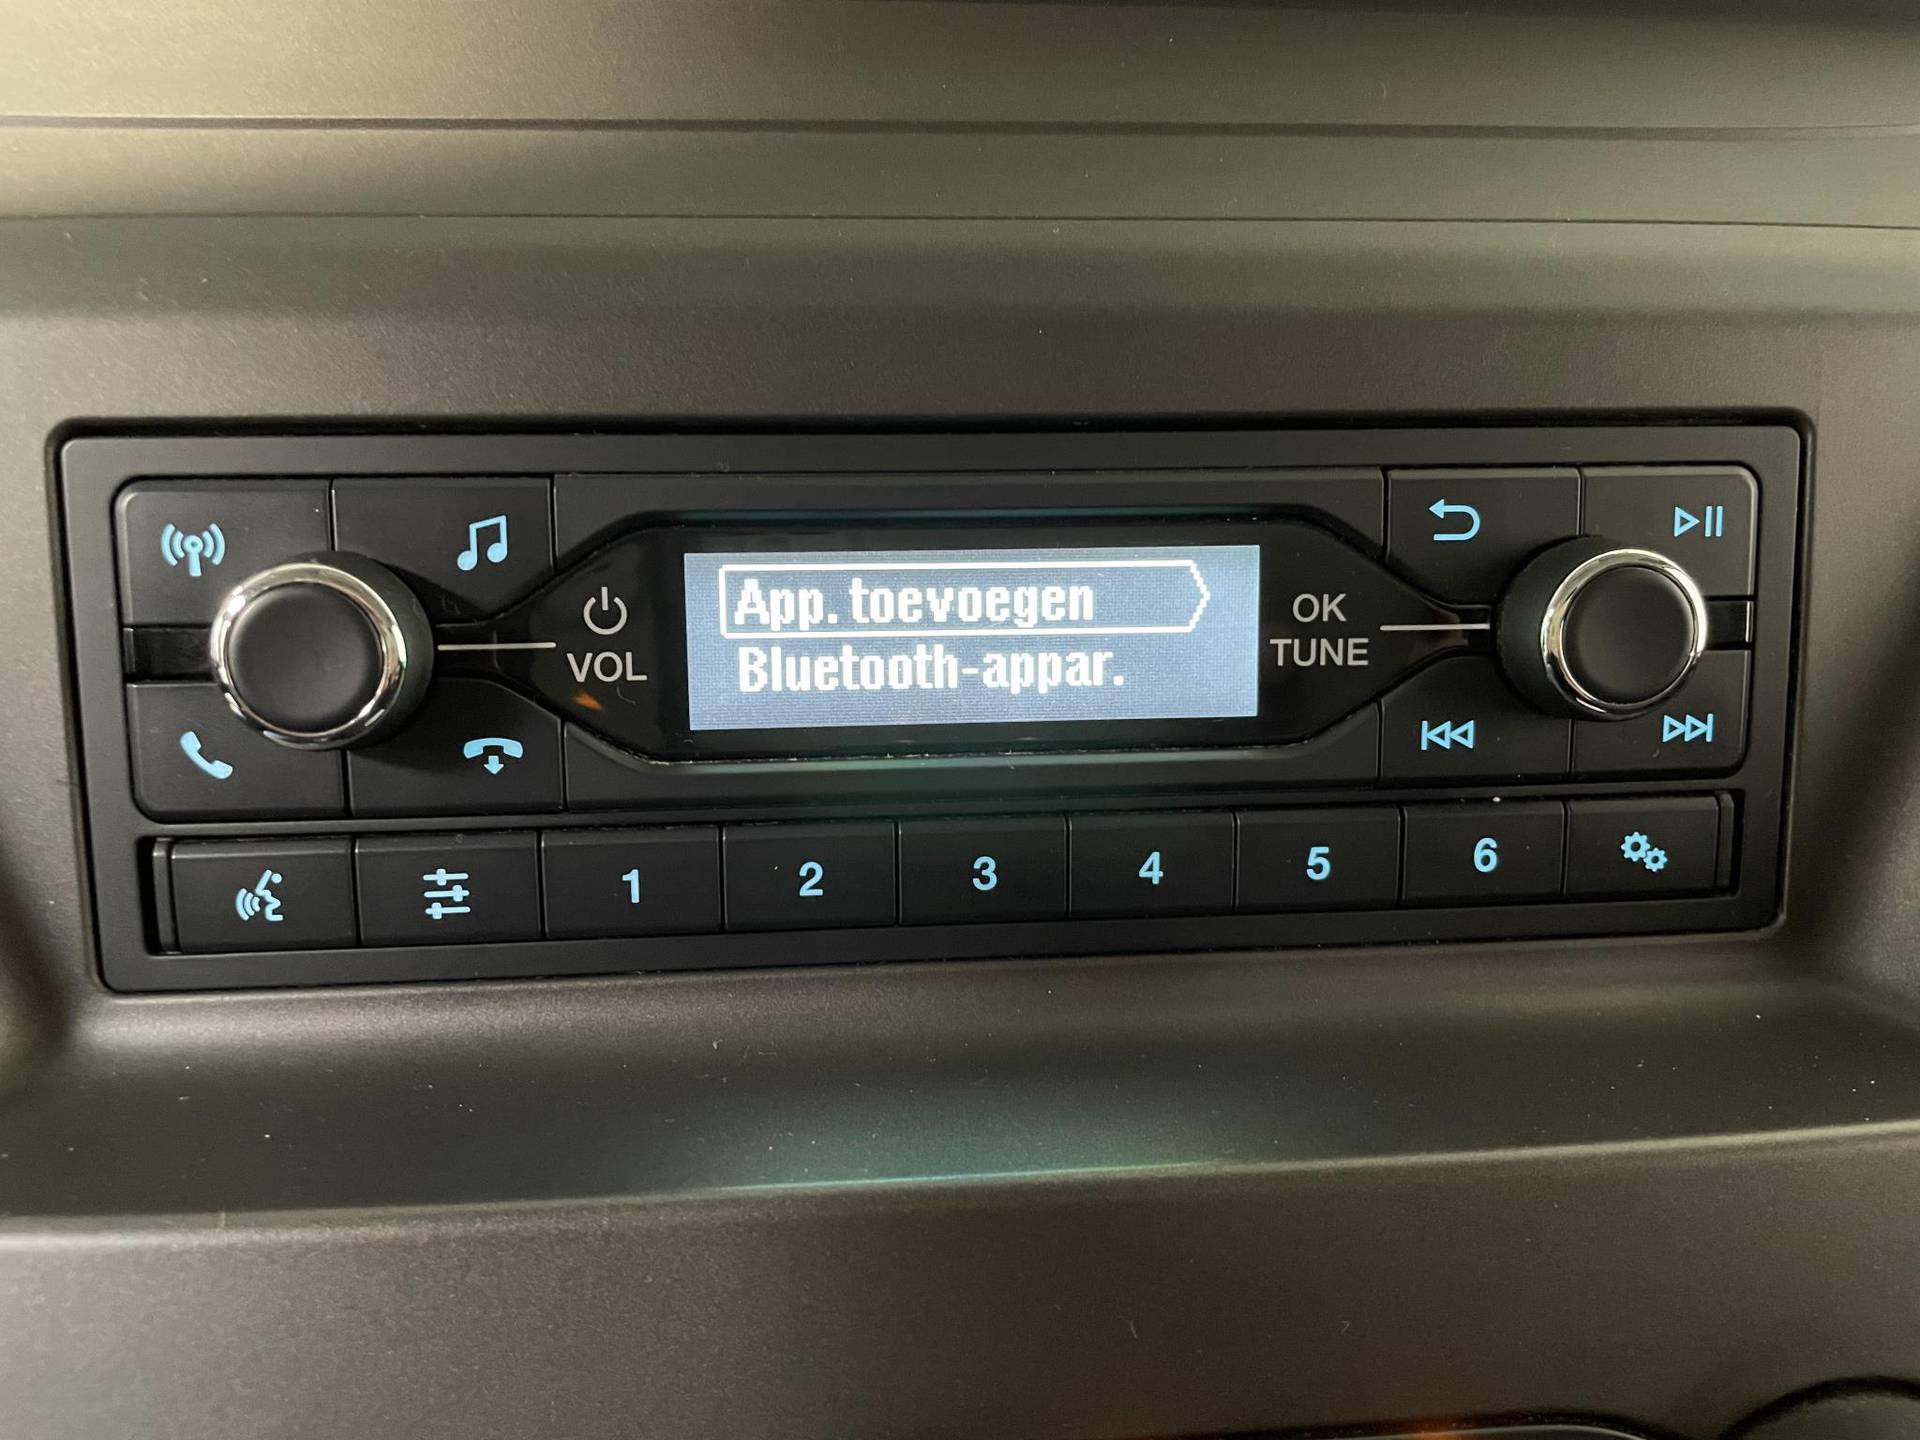 App. toevoegen
Bluetooth-appar.
VOL
OK
TUNE
1 2 3 4 5 6